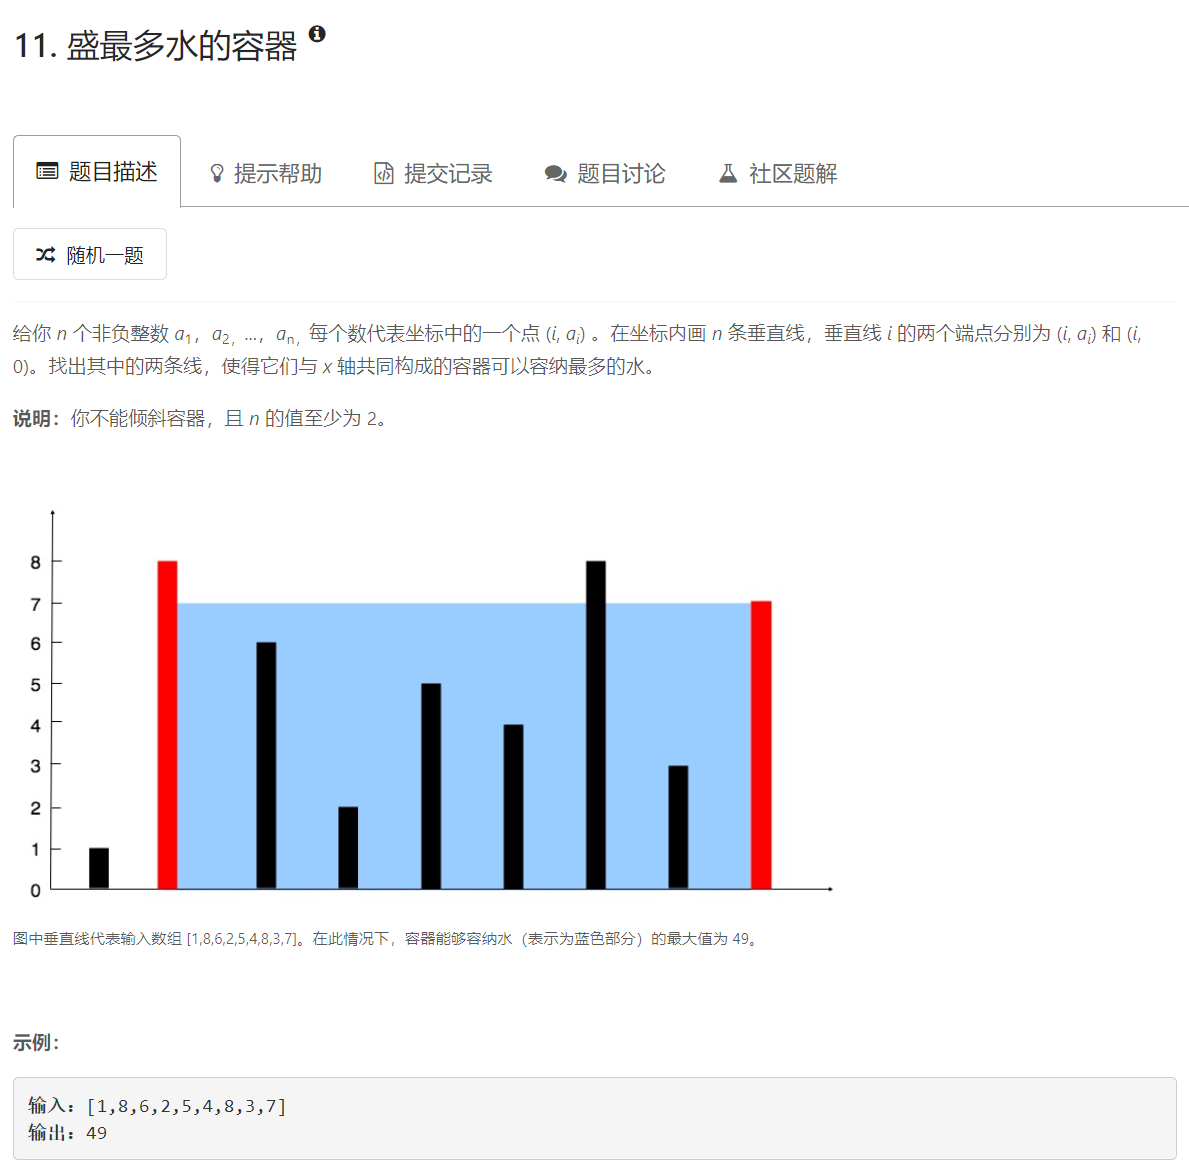 11. 盛最多水的容器
题目描述 提示帮助 提交记录 题目讨论 社区题解
随机一题
给你 n 个非负整数 a1，a2，...，an，每个数代表坐标中的一个点 (i, ai) 。在坐标内画 n 条垂直线，垂直线 i 的两个端点分别为 (i, ai) 和 (i,
0)。找出其中的两条线，使得它们与 x 轴共同构成的容器可以容纳最多的水。
说明：你不能倾斜容器，且 n 的值至少为 2。
8
7
6
5
4
3
2
1
0
图中垂直线代表输入数组 [1,8,6,2,5,4,8,3,7]。在此情况下，容器能够容纳水（表示为蓝色部分）的最大值为 49。
示例：
输入：[1,8,6,2,5,4,8,3,7]
输出：49